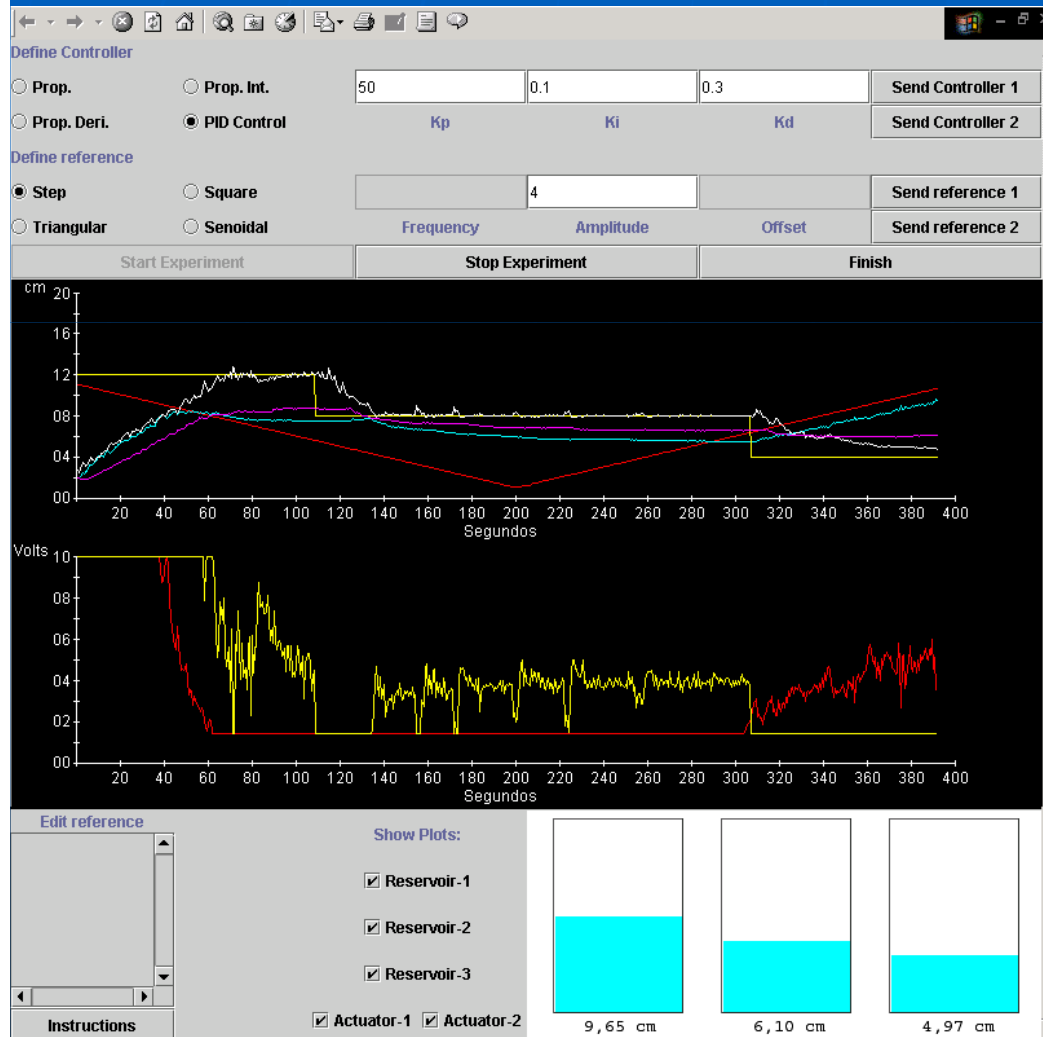 Define Controller
Prop. Prop. Int. 50 0.1 0.3 Send Controller 1
Prop. Deri. PID Control Kp Ki Kd Send Controller 2
Define reference
Step Square 4 Send reference 1
Triangular Senoidal Frequency Amplitude Offset Send reference 2
Start Experiment Stop Experiment Finish
cm 20
16
12
08
04
00
20 40 60 80 100 120 140 160 180 200 220 240 260 280 300 320 340 360 380 400
Segundos
Volts 10
08
06
04
02
00
20 40 60 80 100 120 140 160 180 200 220 240 260 280 300 320 340 360 380 400
Segundos
Edit reference
Show Plots:
Reservoir-1
Reservoir-2
Reservoir-3
Instructions Actuator-1 Actuator-2 9,65 cm 6,10 cm 4,97 cm